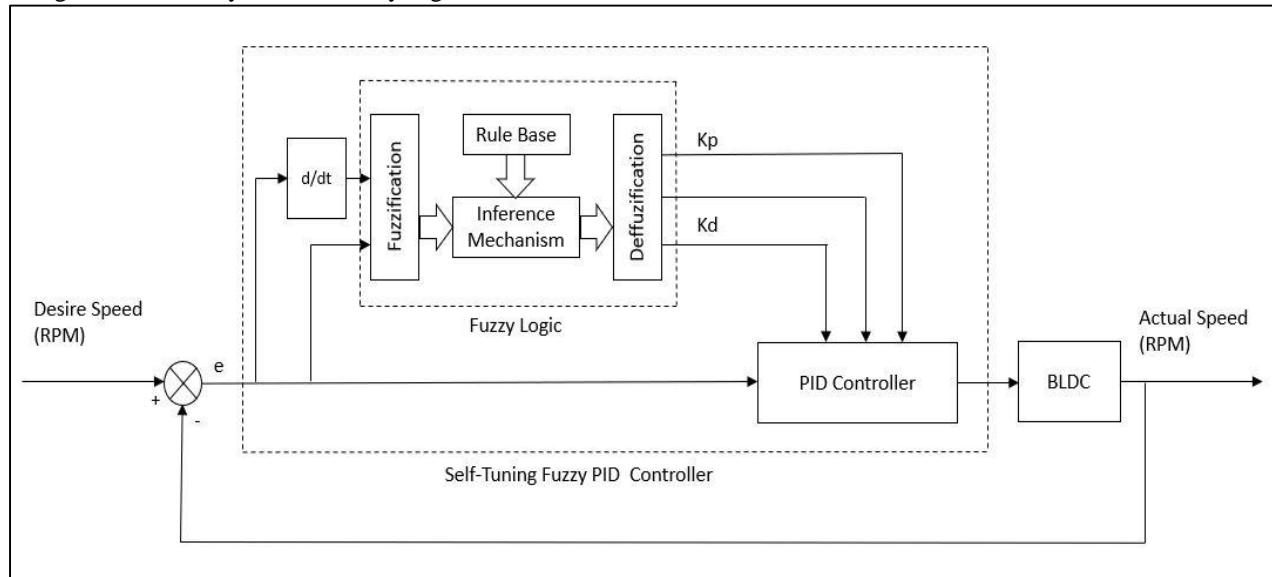 Rule Base
Kp
d/dt
Fuzzification
Inference
Mechanism
Deffuzification
Kd
Fuzzy Logic
Desire Speed
(RPM)
Actual Speed
(RPM)
e
PID Controller
BLDC
+
-
Self-Tuning Fuzzy PID Controller